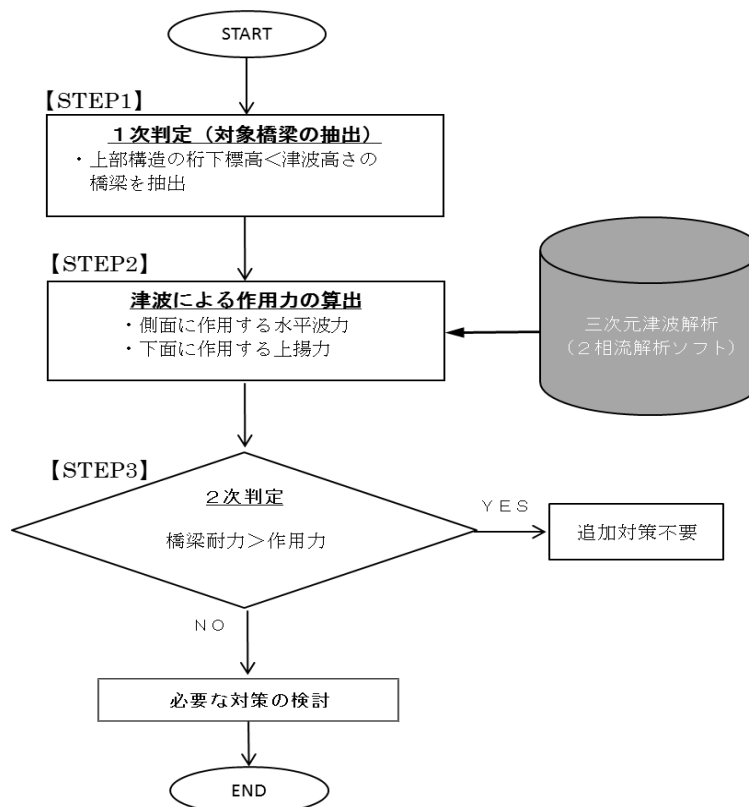 START
【STEP1】
１次判定（対象橋梁の抽出）
・上部構造の桁下標高＜津波高さの
橋梁を抽出
【STEP2】
津波による作用力の算出
・側面に作用する水平波力
・下面に作用する上揚力
三次元津波解析
（２相流解析ソフト）
【STEP3】
２次判定
橋梁耐力＞作用力
ＹＥＳ
追加対策不要
ＮＯ
必要な対策の検討
END